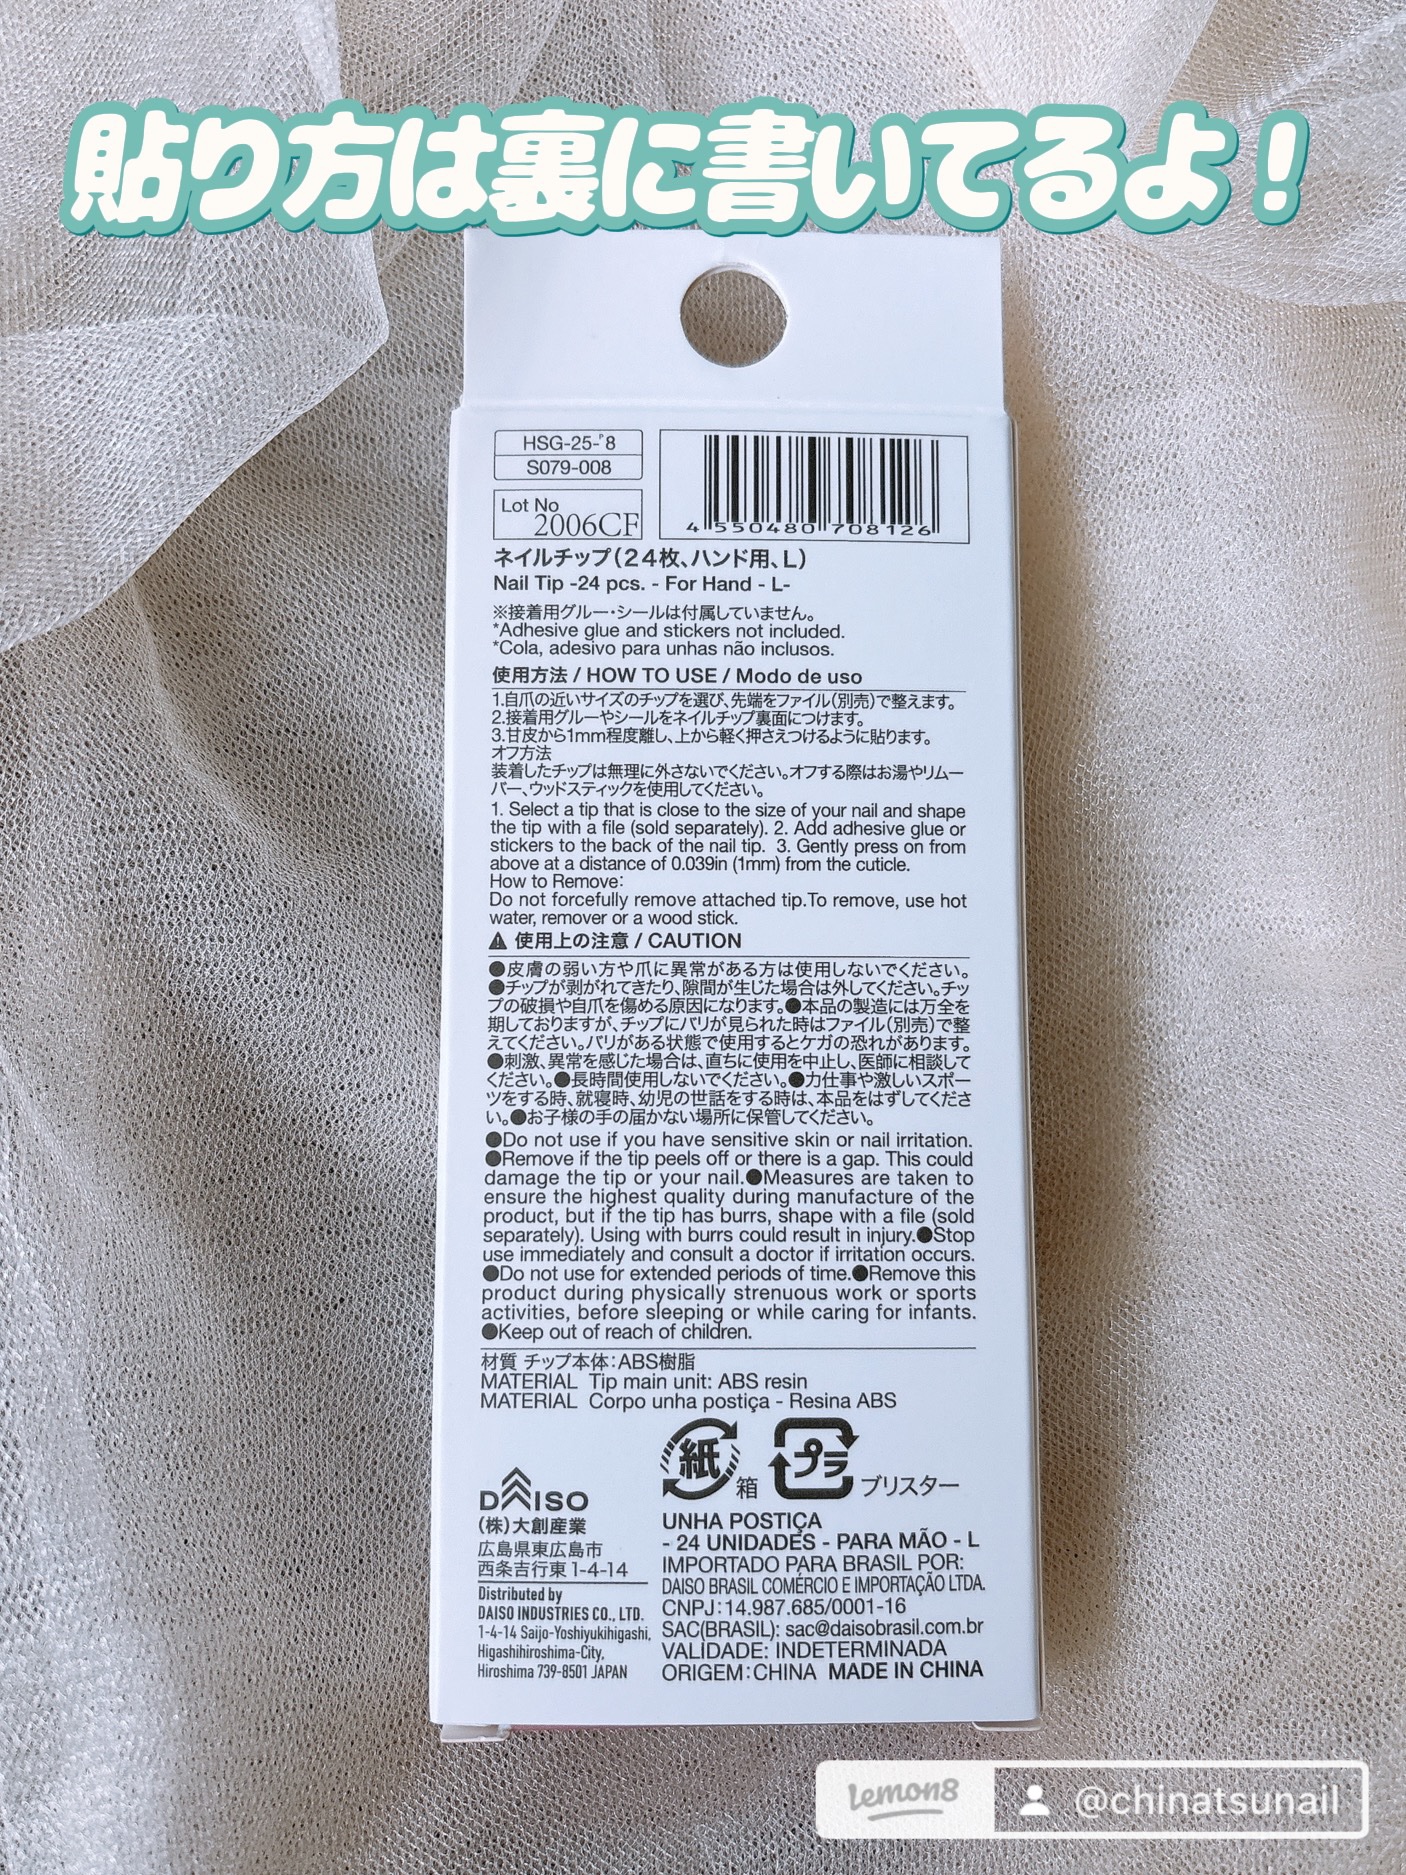 貼り方は裏に書いてるよ！
HSG-25-P8
S079-008
Lot No
2006CF
4 550480 708126
ネイルチップ(24枚、ハンド用、L)
Nail Tip -24 pcs. - For Hand - L-
※接着用グルー・シールは付属していません。
*Adhesive glue and stickers not included.
*Cola, adesivo para unhas não inclusos.
使用方法 / HOW TO USE / Modo de uso
1.自爪の近いサイズのチップを選び、先端をファイル(別売)で整えます。
2.接着用グルーやシールをネイルチップ裏面につけます。
3.甘皮から1mm程度離し、上から軽く押さえつけるように貼ります。
オフ方法
装着したチップは無理に外さないでください。オフする際はお湯やリムー
バー、ウッドスティックを使用してください。
1. Select a tip that is close to the size of your nail and shape
the tip with a file (sold separately). 2. Add adhesive glue or
stickers to the back of the nail tip. 3. Gently press on from
above at a distance of 0.039in (1mm) from the cuticle.
How to Remove:
Do not forcefully remove attached tip.To remove, use hot
water, remover or a wood stick.
使用上の注意 / CAUTION
●皮膚の弱い方や爪に異常がある方は使用しないでください。
●チップが剥がれてきたり、隙間が生じた場合は外してください。チッ
プの破損や自爪を傷める原因になります。●本品の製造には万全を
期しておりますが、チップにバリが見られた時はファイル(別売)で整
えてください。バリがある状態で使用するとケガの恐れがあります。
●刺激、異常を感じた場合は、直ちに使用を中止し、医師に相談して
ください。●長時間使用しないでください。●力仕事や激しいスポー
ツをする時、就寝時、幼児の世話をする時は、本品をはずしてくださ
い。●お子様の手の届かない場所に保管してください。
●Do not use if you have sensitive skin or nail irritation.
●Remove if the tip peels off or there is a gap. This could
damage the tip or your nail.●Measures are taken to
ensure the highest quality during manufacture of the
product, but if the tip has burrs, shape with a file (sold
separately). Using with burrs could result in injury.●Stop
use immediately and consult a doctor if irritation occurs.
●Do not use for extended periods of time.●Remove this
product during physically strenuous work or sports
activities, before sleeping or while caring for infants.
●Keep out of reach of children.
材質 チップ本体：ABS樹脂
MATERIAL Tip main unit: ABS resin
MATERIAL Corpo unha postiça - Resina ABS
紙 箱 プラ ブリスター
DAISO
(株)大創産業
広島県東広島市
西条吉行東1-4-14
Distributed by
DAISO INDUSTRIES CO., LTD.
1-4-14 Saijo-Yoshiyukihigashi,
Higashihiroshima-City,
Hiroshima 739-8501 JAPAN
UNHA POSTIÇA
- 24 UNIDADES - PARA MÃO - L
IMPORTADO PARA BRASIL POR:
DAISO BRASIL COMÉRCIO E IMPORTAÇÃO LTDA.
CNPJ:14.987.685/0001-16
SAC(BRASIL): sac@daisobrasil.com.br
VALIDADE: INDETERMINADA
ORIGEM:CHINA MADE IN CHINA
lemon8 @chinatsunail